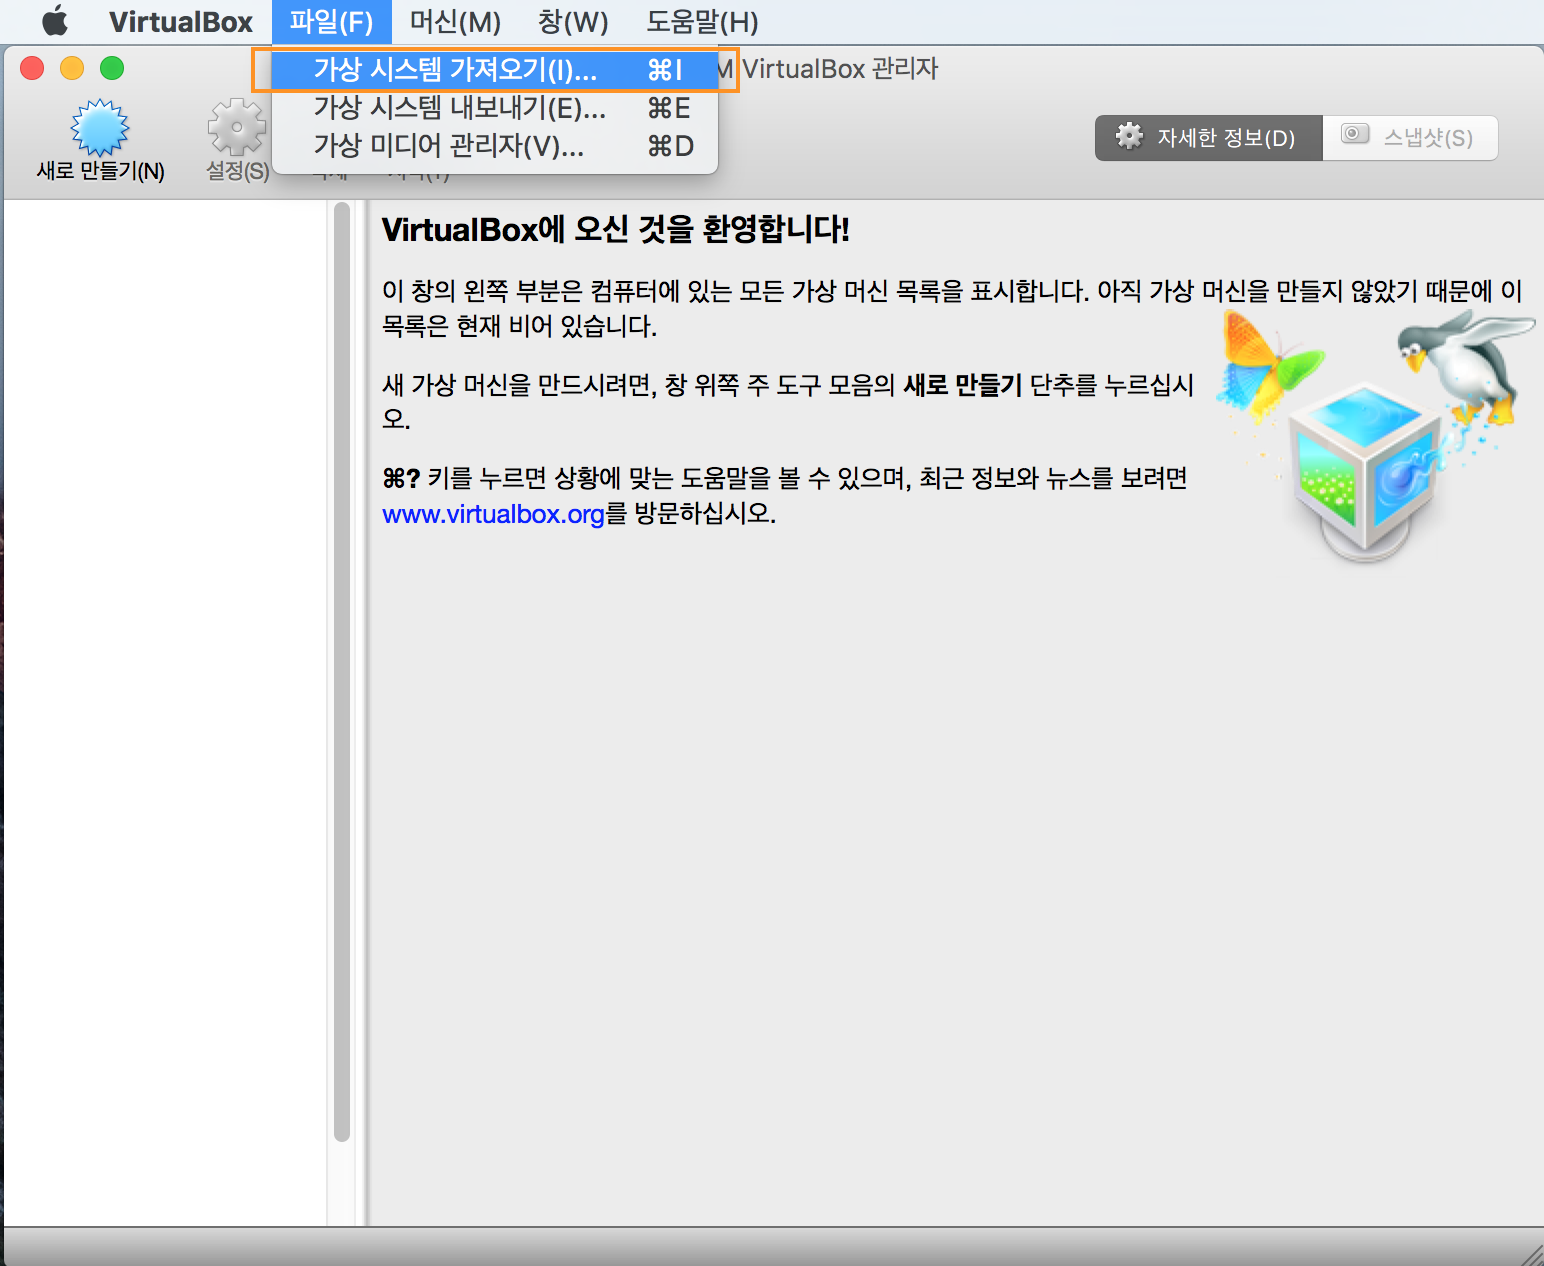 VirtualBox 파일(F) 머신(M) 창(W) 도움말(H)
가상 시스템 가져오기(I)... ⌘I
M VirtualBox 관리자
가상 시스템 내보내기(E)... ⌘E
가상 미디어 관리자(V)... ⌘D
새로 만들기(N) 설정(S)
자세한 정보(D) 스냅샷(S)
VirtualBox에 오신 것을 환영합니다!
이 창의 왼쪽 부분은 컴퓨터에 있는 모든 가상 머신 목록을 표시합니다. 아직 가상 머신을 만들지 않았기 때문에 이
목록은 현재 비어 있습니다.
새 가상 머신을 만드시려면, 창 위쪽 주 도구 모음의 새로 만들기 단추를 누르십시
오.
⌘? 키를 누르면 상황에 맞는 도움말을 볼 수 있으며, 최근 정보와 뉴스를 보려면
www.virtualbox.org를 방문하십시오.